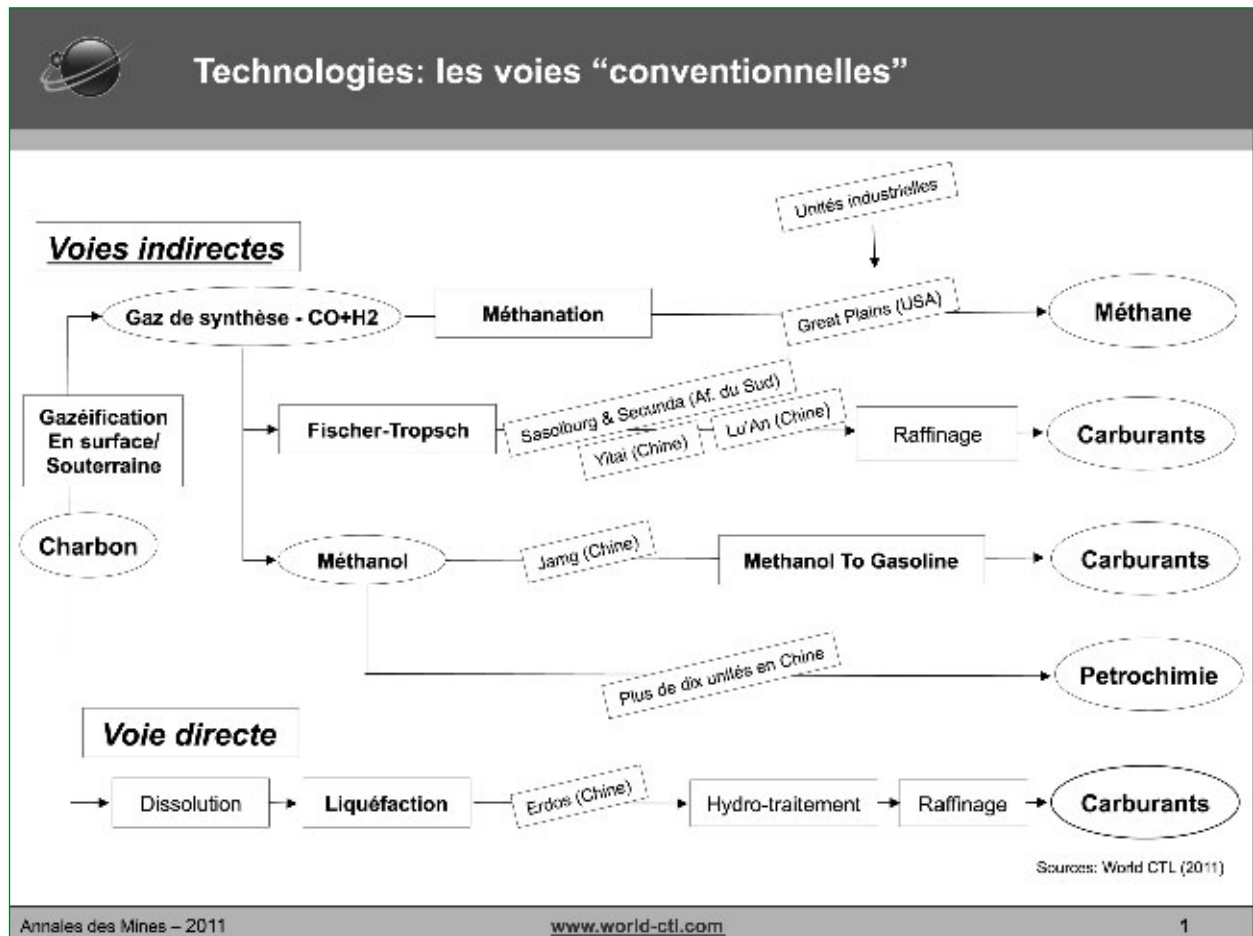 Technologies: les voies “conventionnelles”
Unités industrielles
Voies indirectes
Gaz de synthèse - CO+H2
Méthanation
Great Plains (USA)
Méthane
Gazéification
En surface/
Souterraine
Fischer-Tropsch
Sasolburg & Secunda (Af. du Sud)
Yitai (Chine)
Lu'An (Chine)
Raffinage
Carburants
Charbon
Méthanol
Jamg (Chine)
Methanol To Gasoline
Carburants
Plus de dix unités en Chine
Petrochimie
Voie directe
Dissolution
Liquéfaction
Erdos (Chine)
Hydro-traitement
Raffinage
Carburants
Sources: World CTL (2011)
Annales des Mines – 2011
www.world-ctl.com
1